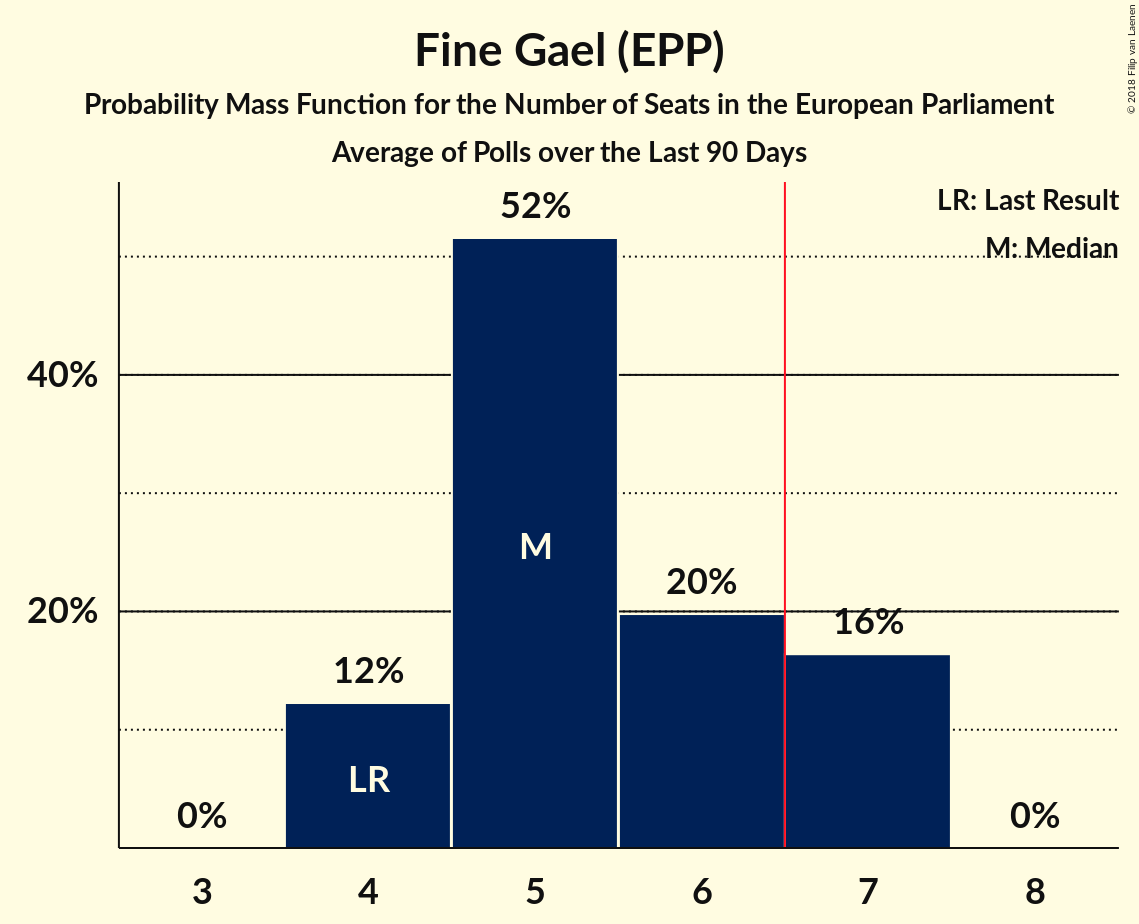 Fine Gael (EPP)
Probability Mass Function for the Number of Seats in the European Parliament
Average of Polls over the Last 90 Days
© 2018 Filip van Laenen
LR: Last Result
M: Median
52%
40%
M
20%
20%
16%
12%
LR
0%
0%
3 4 5 6 7 8